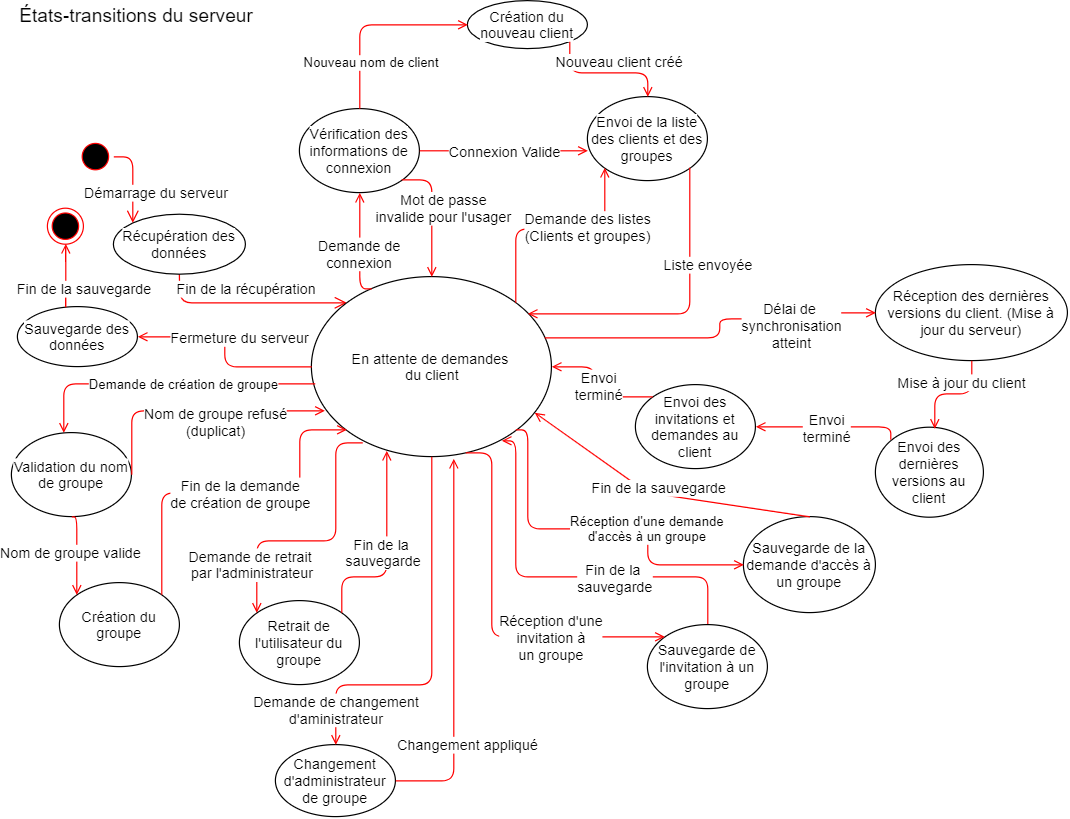 États-transitions du serveur
Création du
nouveau client
Nouveau nom de client
Nouveau client créé
Vérification des
informations de
connexion
Connexion Valide
Envoi de la liste
des clients et des
groupes
Démarrage du serveur
Mot de passe
invalide pour l'usager
Demande des listes
(Clients et groupes)
Récupération des
données
Demande de
connexion
Liste envoyée
Fin de la sauvegarde
Fin de la récupération
Réception des dernières
versions du client. (Mise à
jour du serveur)
Délai de
synchronisation
atteint
Sauvegarde des
données
Fermeture du serveur
En attente de demandes
du client
Demande de création de groupe
Envoi
terminé
Mise à jour du client
Nom de groupe refusé
(duplicat)
Envoi des
invitations et
demandes au
client
Envoi
terminé
Envoi des
dernières
versions au
client
Validation du nom
de groupe
Fin de la demande
de création de groupe
Fin de la sauvegarde
Réception d'une demande
d'accès à un groupe
Nom de groupe valide
Demande de retrait
par l'administrateur
Fin de la
sauvegarde
Sauvegarde de la
demande d'accès à
un groupe
Fin de la
sauvegarde
Création du
groupe
Retrait de
l'utilisateur du
groupe
Réception d'une
invitation à
un groupe
Sauvegarde de
l'invitation à un
groupe
Demande de changement
d'aministrateur
Changement appliqué
Changement
d'administrateur
de groupe